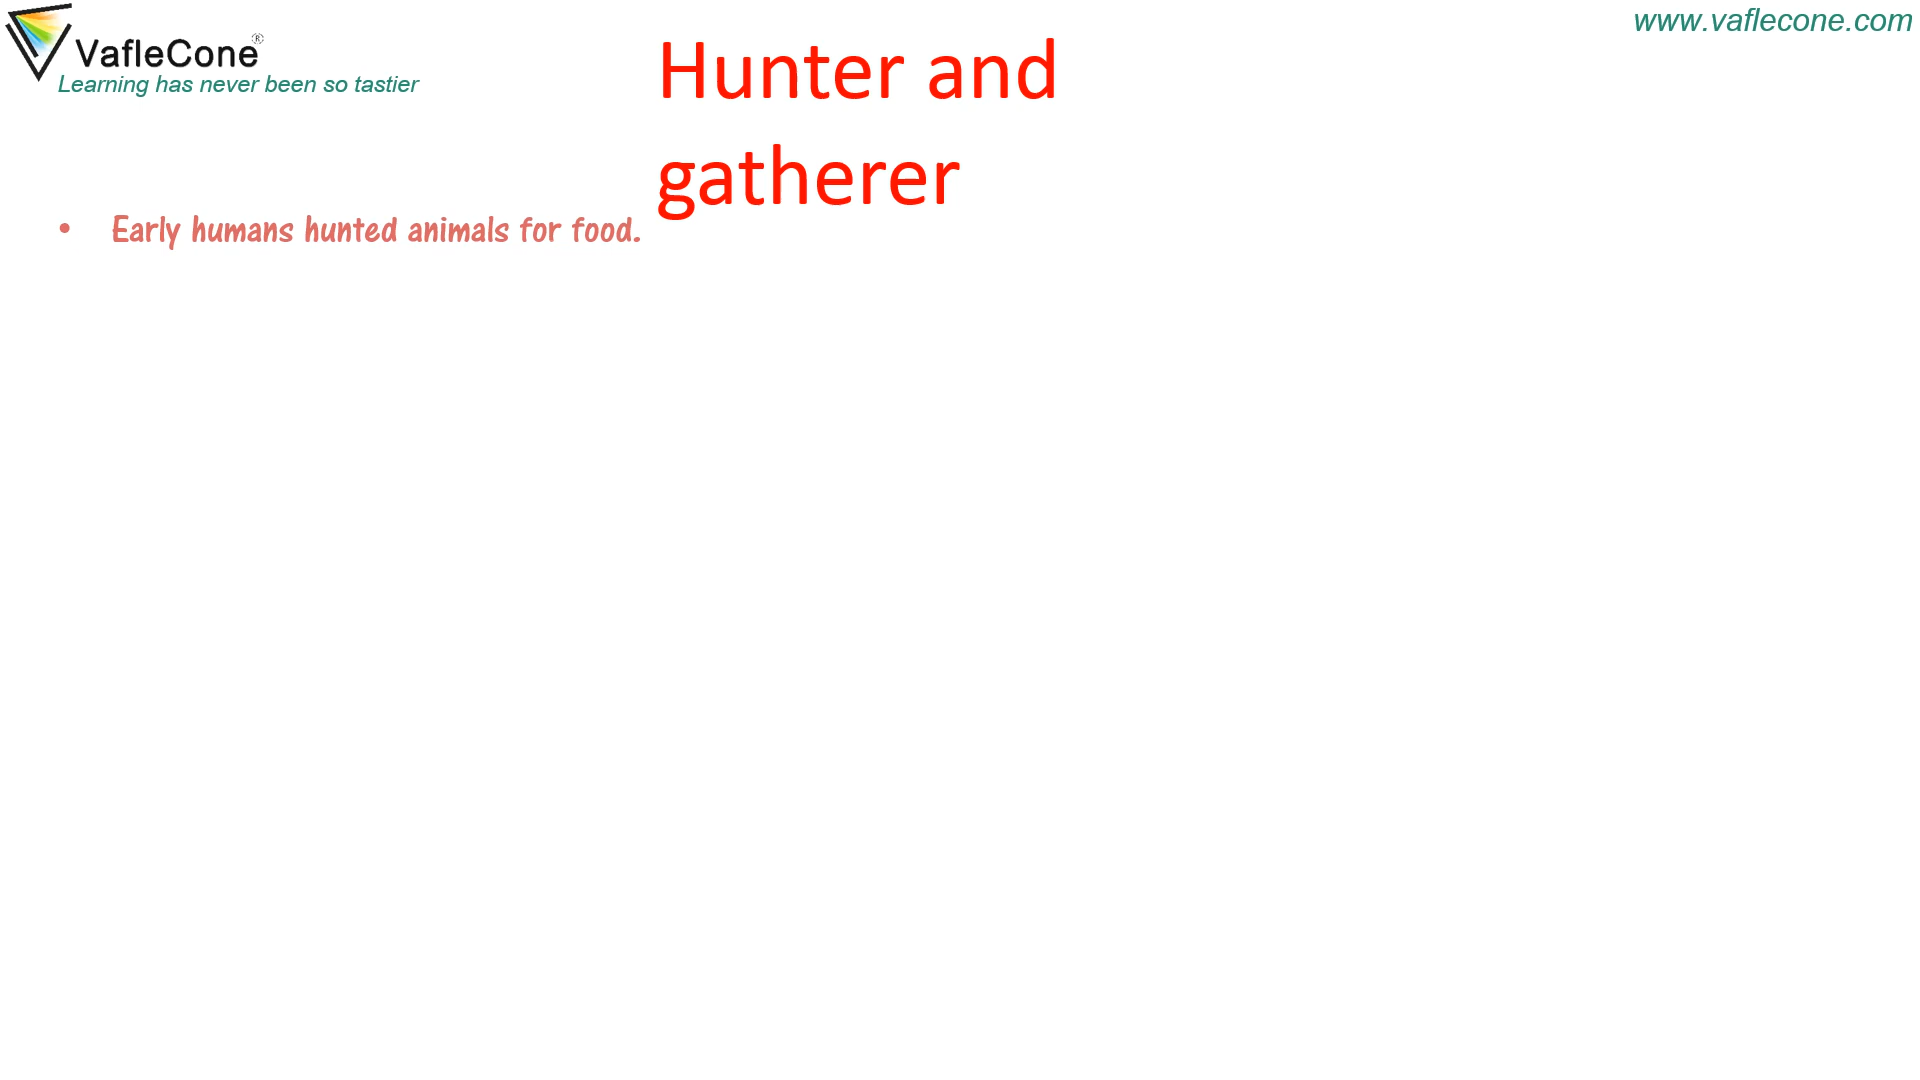 www.vaflecone.com
VafleCone®
Learning has never been so tastier
Hunter and
gatherer
• Early humans hunted animals for food.